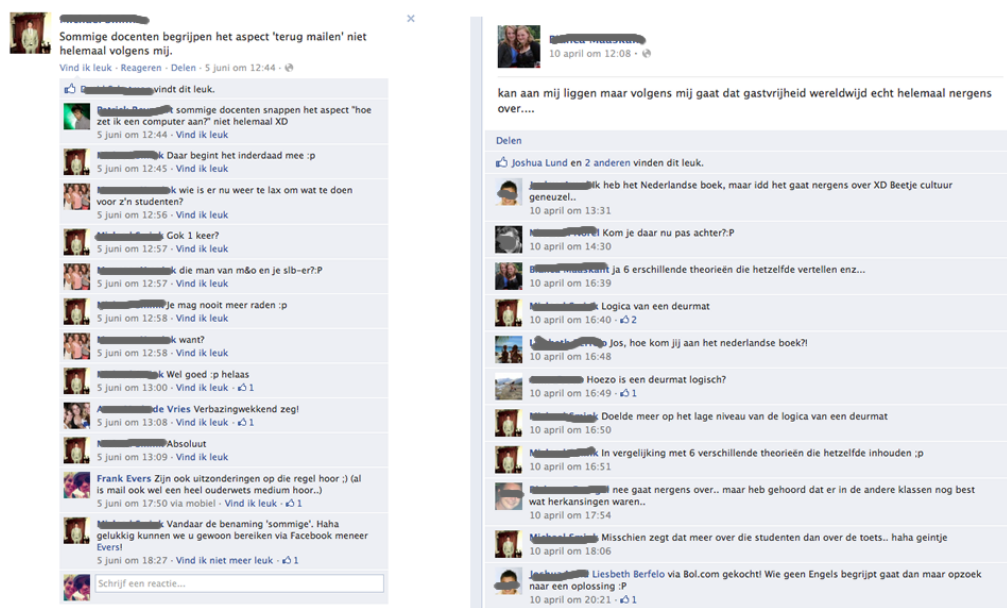 Sommige docenten begrijpen het aspect 'terug mailen' niet
helemaal volgens mij.
Vind ik leuk · Reageren · Delen · 5 juni om 12:44 ·
vindt dit leuk.
sommige docenten snappen het aspect "hoe
zet ik een computer aan?" niet helemaal XD
5 juni om 12:44 · Vind ik leuk
Daar begint het inderdaad mee :p
5 juni om 12:45 · Vind ik leuk
wie is er nu weer te lax om wat te doen
voor z'n studenten?
5 juni om 12:56 · Vind ik leuk
Gok 1 keer?
5 juni om 12:57 · Vind ik leuk
die man van m&o en je slb-er?:P
5 juni om 12:57 · Vind ik leuk
Je mag nooit meer raden :p
5 juni om 12:58 · Vind ik leuk
want?
5 juni om 12:58 · Vind ik leuk
Wel goed :p helaas
5 juni om 13:00 · Vind ik leuk · 1
de Vries Verbazingwekkend zeg!
5 juni om 13:08 · Vind ik leuk · 1
Absoluut
5 juni om 13:09 · Vind ik leuk
Frank Evers Zijn ook uitzonderingen op die regel hoor ;) (al
is mail ook wel een heel ouderwets medium hoor..)
5 juni om 17:50 via mobiel · Vind ik leuk · 1
Vandaar de benaming 'sommige'. Haha
gelukkig kunnen we u gewoon bereiken via Facebook meneer
Evers!
5 juni om 18:27 · Vind ik niet meer leuk · 1
Schrijf een reactie...
10 april om 12:08 ·
kan aan mij liggen maar volgens mij gaat dat gastvrijheid wereldwijd echt helemaal nergens
over....
Delen
Joshua Lund en 2 anderen vinden dit leuk.
Ik heb het Nederlandse boek, maar idd het gaat nergens over XD Beetje cultuur
geneuzel..
10 april om 13:31
Kom je daar nu pas achter?:P
10 april om 14:30
ja 6 erschillende theorieën die hetzelfde vertellen enz...
10 april om 16:39
Logica van een deurmat
10 april om 16:40 · 2
Jos, hoe kom jij aan het nederlandse boek?!
10 april om 16:48
Hoezo is een deurmat logisch?
10 april om 16:49 · 1
Doelde meer op het lage niveau van de logica van een deurmat
10 april om 16:50
In vergelijking met 6 verschillende theorieën die hetzelfde inhouden ;p
10 april om 16:51
nee gaat nergens over.. maar heb gehoord dat er in de andere klassen nog best
wat herkansingen waren..
10 april om 17:54
Misschien zegt dat meer over die studenten dan over de toets.. haha geintje
10 april om 18:06
Liesbeth Berfelo via Bol.com gekocht! Wie geen Engels begrijpt gaat dan maar opzoek
naar een oplossing :P
10 april om 20:21 · 1